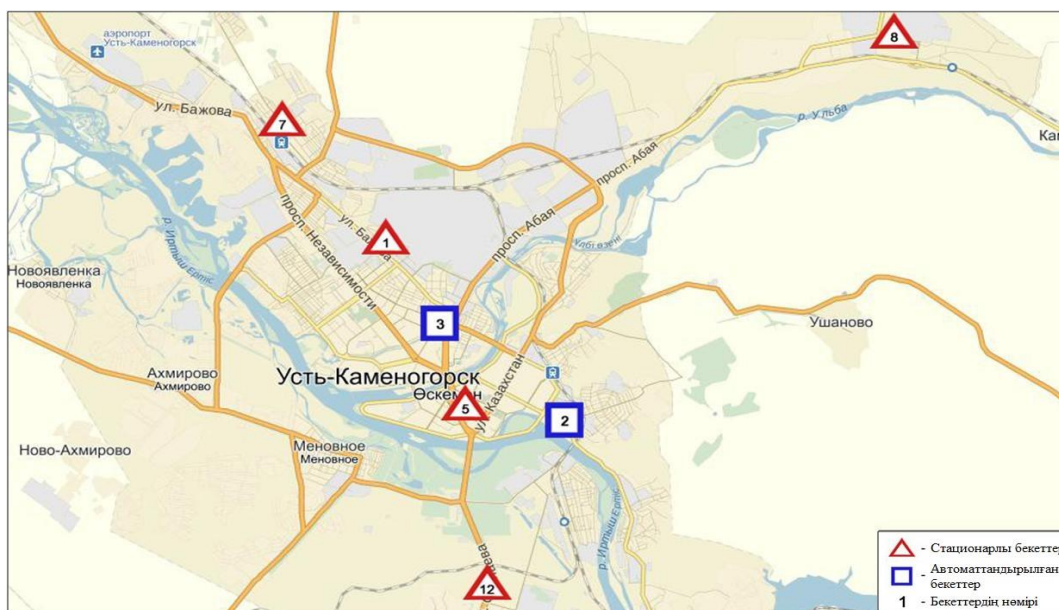 аэропорт
Усть-Каменогорск
8
ул. Бажова
7
р. Ульба
просп. Абая
ул. Бажова
1
просп. Абая
просп. Независимости
р. Иртыш Ертіс
Новоявленка
Новоявленка
3
Ушаново
Ахмирово
Ахмирово
Усть-Каменогорск
Өскемен
5
ул. Казахстан
2
Меновное
Меновное
Ново-Ахмирово
р. Иртыш Ертіс
12
- Стационарлы бекеттер
- Автоматтандырылған
бекеттер
1 - Бекеттердің нөмірі